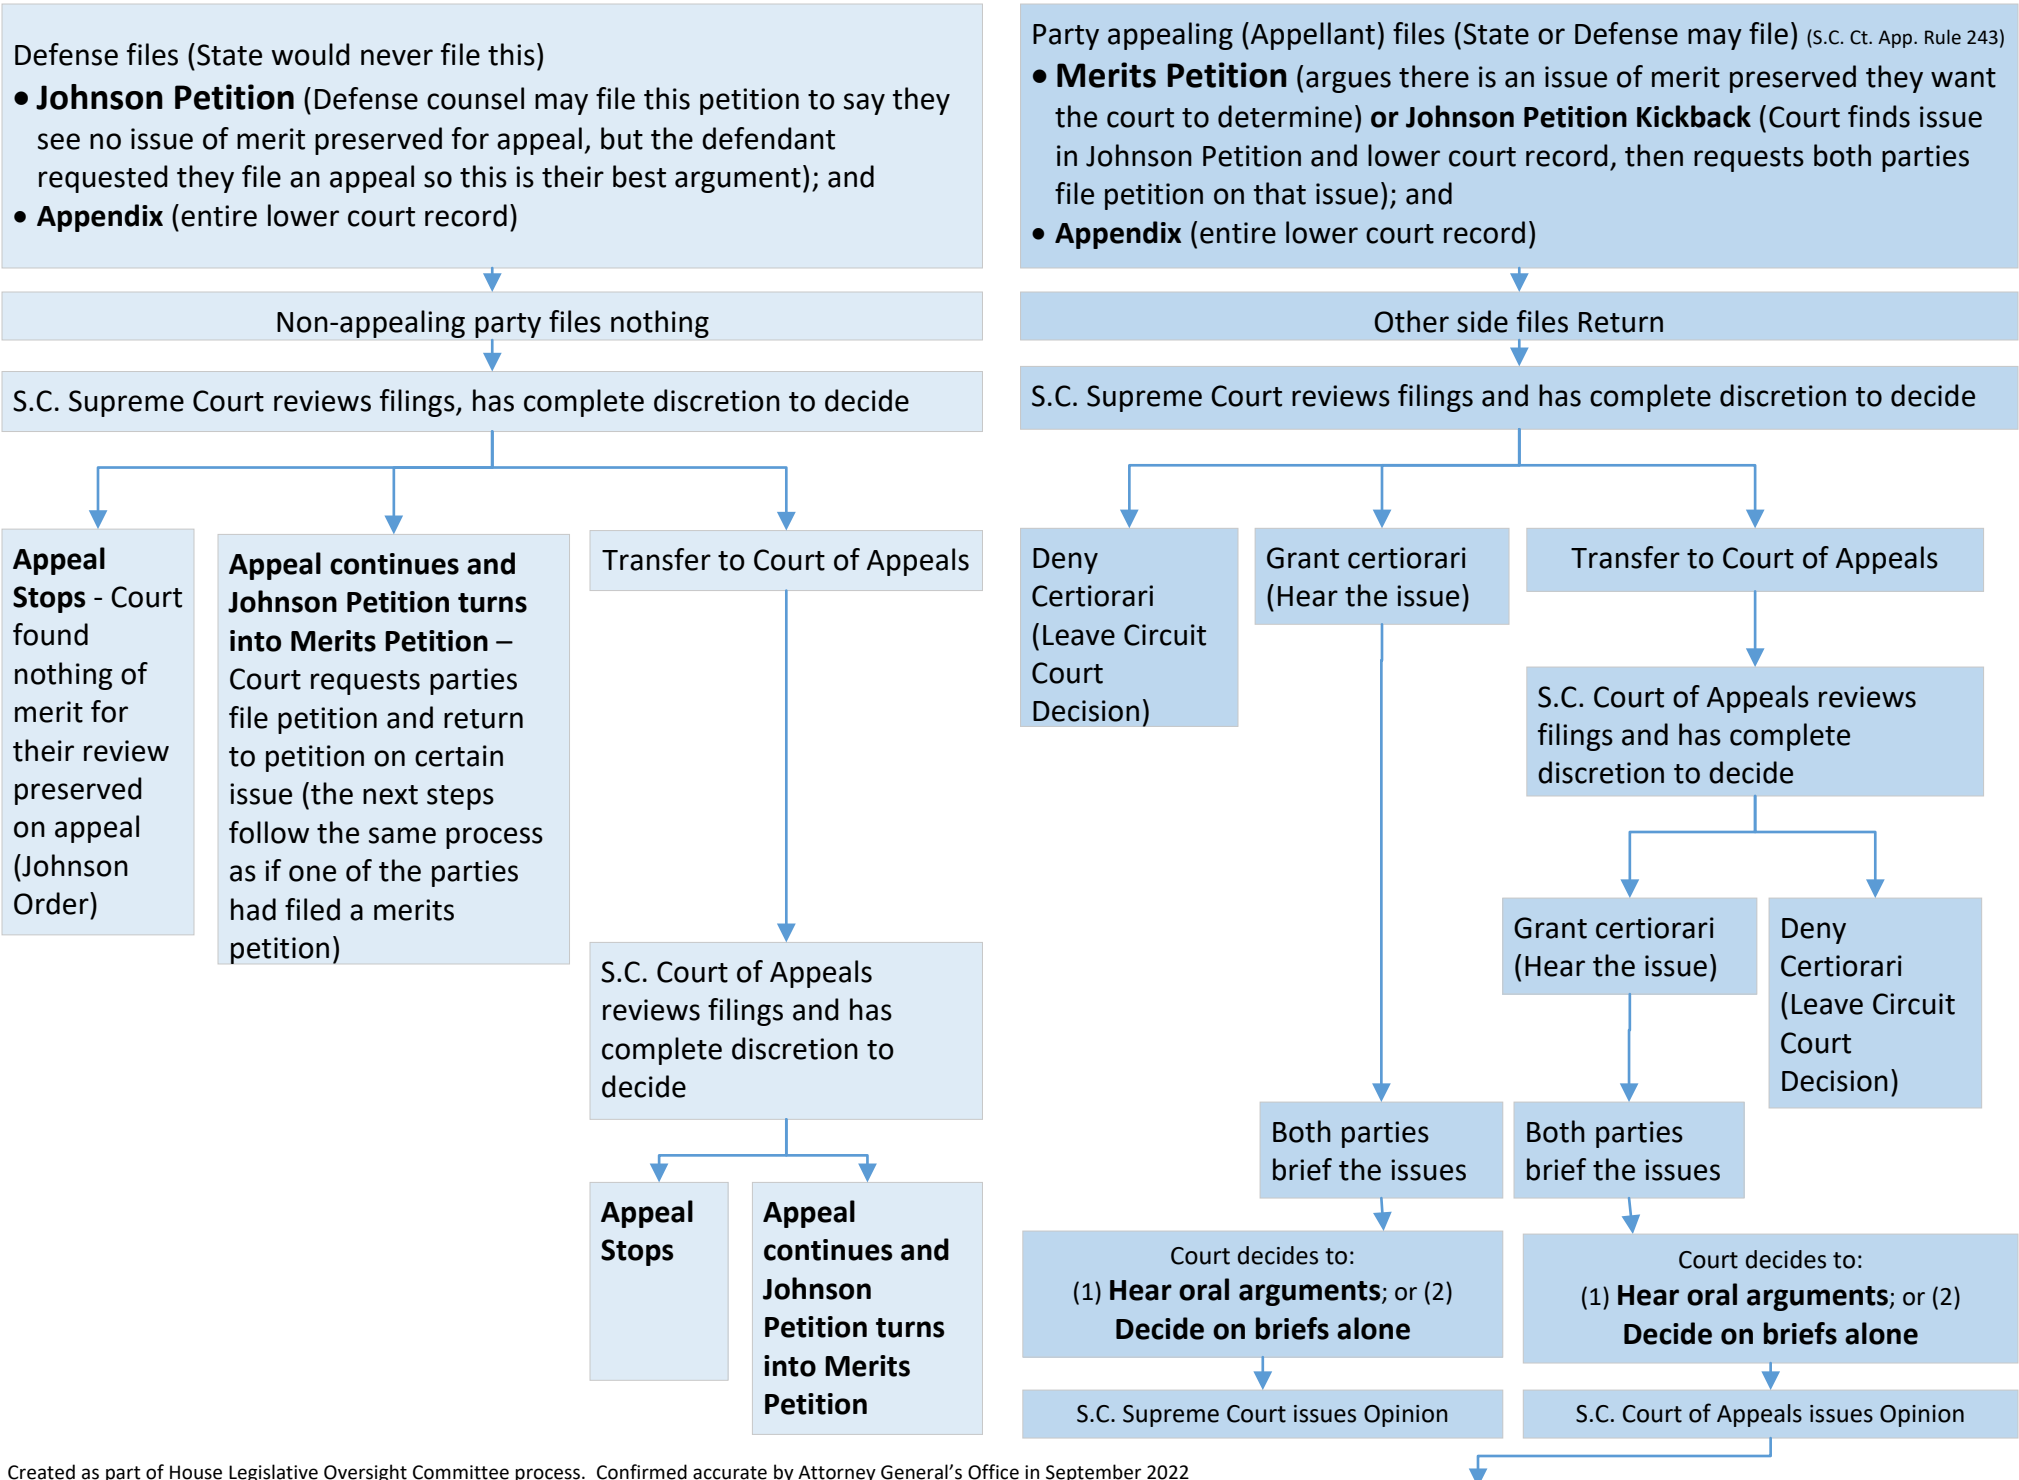 Defense files (State would never file this)
• Johnson Petition (Defense counsel may file this petition to say they
see no issue of merit preserved for appeal, but the defendant
requested they file an appeal so this is their best argument); and
• Appendix (entire lower court record)
Non-appealing party files nothing
S.C. Supreme Court reviews filings, has complete discretion to decide
Appeal
Stops - Court
found
nothing of
merit for
their review
preserved
on appeal
(Johnson
Order)
Appeal continues and
Johnson Petition turns
into Merits Petition –
Court requests parties
file petition and return
to petition on certain
issue (the next steps
follow the same process
as if one of the parties
had filed a merits
petition)
Transfer to Court of Appeals
S.C. Court of Appeals
reviews filings and has
complete discretion to
decide
Appeal
Stops
Appeal
continues and
Johnson
Petition turns
into Merits
Petition
Party appealing (Appellant) files (State or Defense may file) (S.C. Ct. App. Rule 243)
• Merits Petition (argues there is an issue of merit preserved they want
the court to determine) or Johnson Petition Kickback (Court finds issue
in Johnson Petition and lower court record, then requests both parties
file petition on that issue); and
• Appendix (entire lower court record)
Other side files Return
S.C. Supreme Court reviews filings and has complete discretion to decide
Deny
Certiorari
(Leave Circuit
Court
Decision)
Grant certiorari
(Hear the issue)
Transfer to Court of Appeals
S.C. Court of Appeals reviews
filings and has complete
discretion to decide
Grant certiorari
(Hear the issue)
Deny
Certiorari
(Leave Circuit
Court
Decision)
Both parties
brief the issues
Both parties
brief the issues
Court decides to:
(1) Hear oral arguments; or (2)
Decide on briefs alone
Court decides to:
(1) Hear oral arguments; or (2)
Decide on briefs alone
S.C. Supreme Court issues Opinion
S.C. Court of Appeals issues Opinion
Created as part of House Legislative Oversight Committee process. Confirmed accurate by Attorney General's Office in September 2022